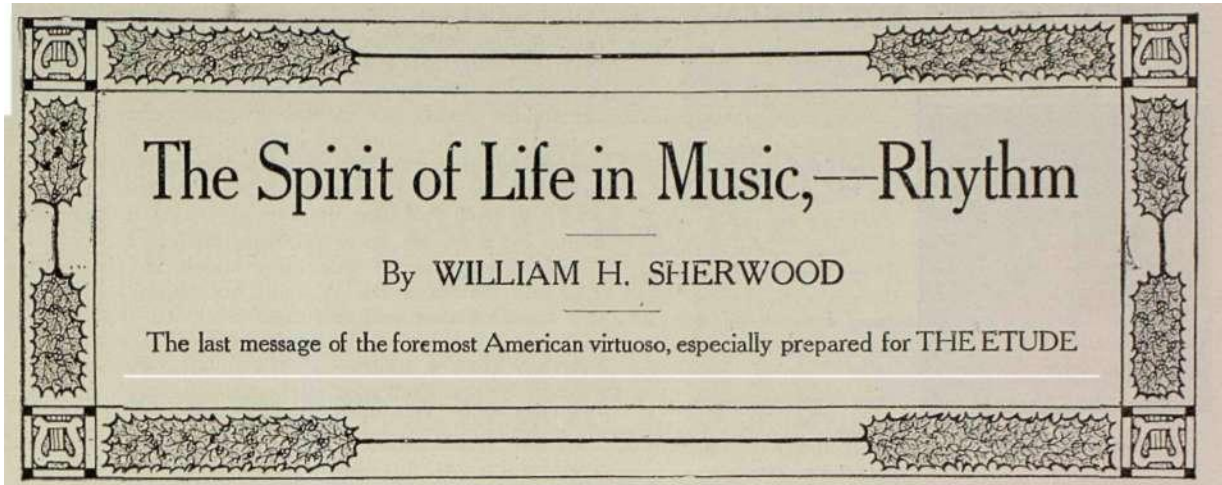 The Spirit of Life in Music,—Rhythm
By WILLIAM H. SHERWOOD
The last message of the foremost American virtuoso, especially prepared for THE ETUDE